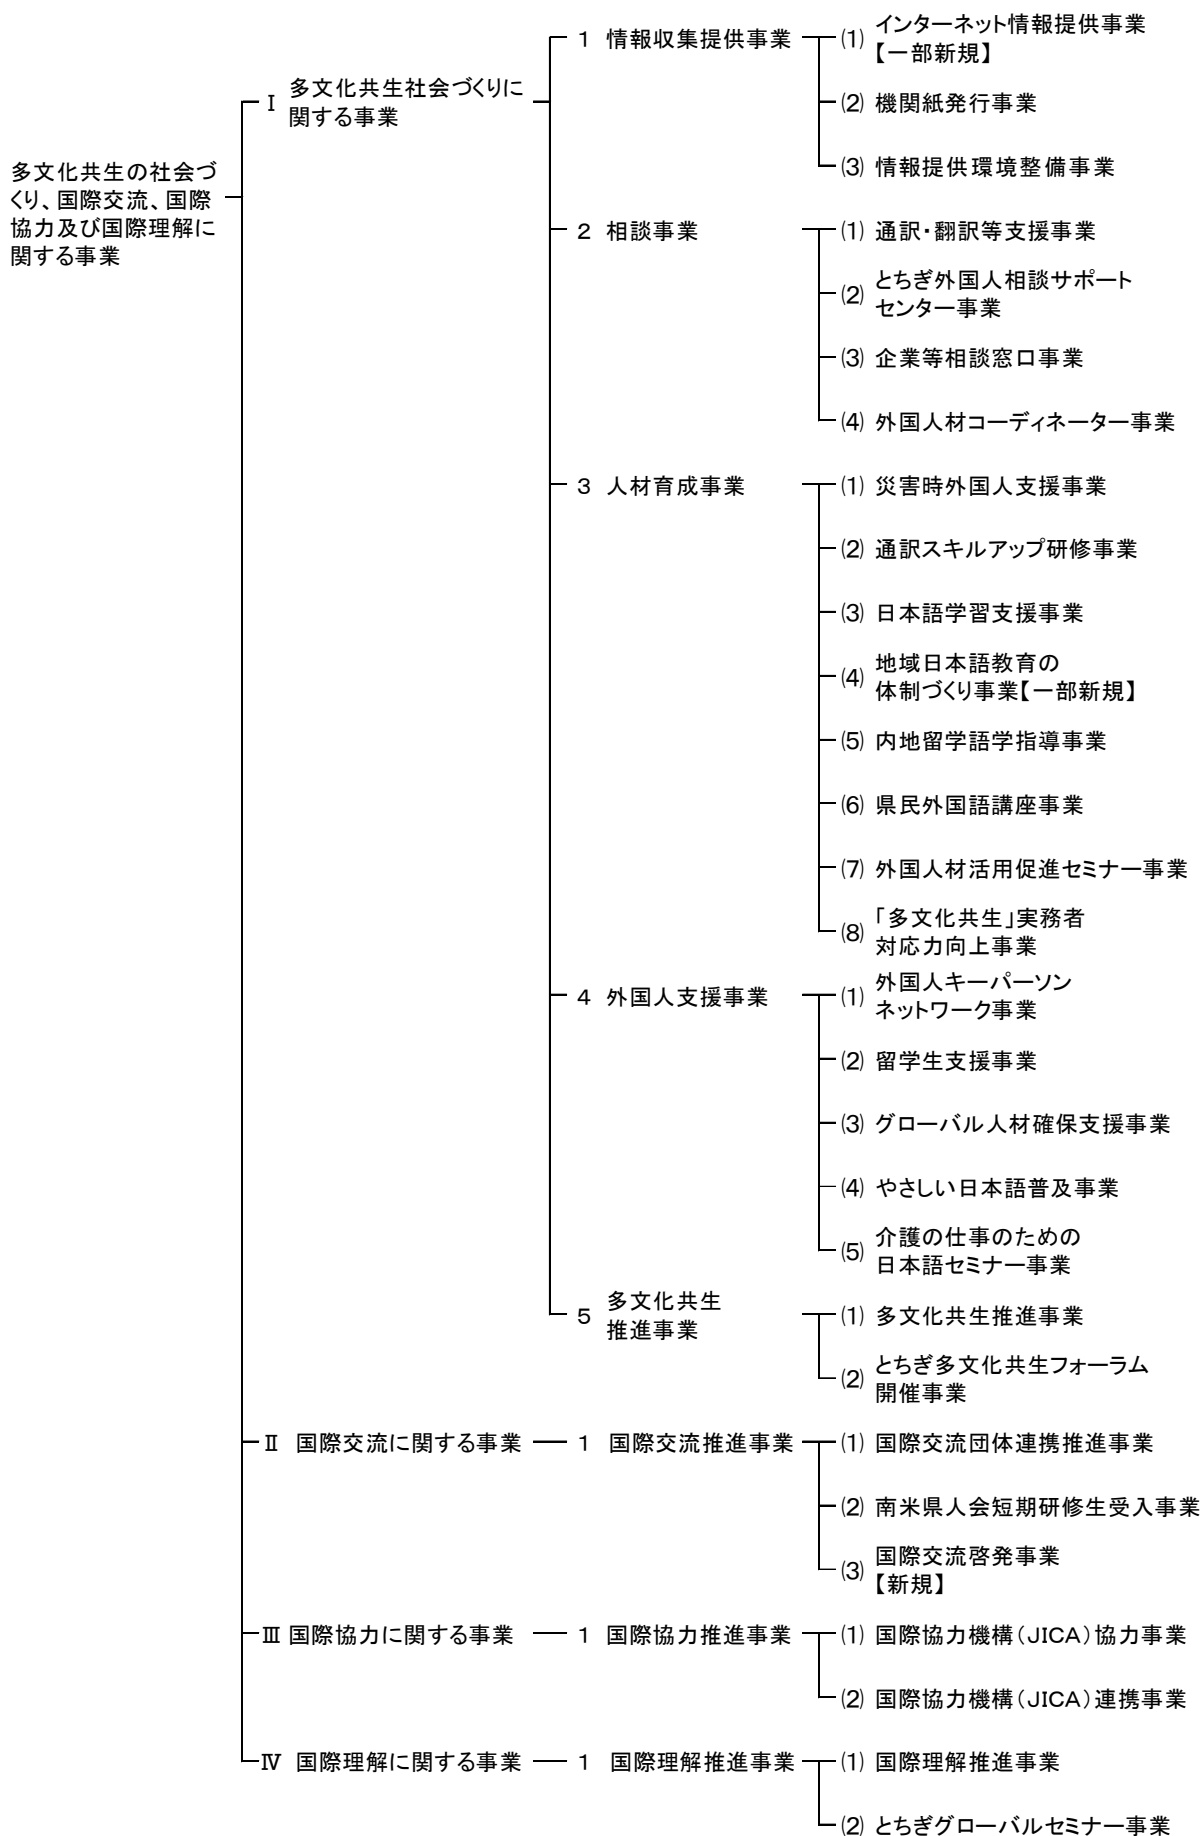 多文化共生の社会づ
くり、国際交流、国際
協力及び国際理解に
関する事業
Ⅰ 多文化共生社会づくりに
関する事業
1 情報収集提供事業
(1) インターネット情報提供事業
【一部新規】
(2) 機関紙発行事業
(3) 情報提供環境整備事業
2 相談事業
(1) 通訳・翻訳等支援事業
(2) とちぎ外国人相談サポート
センター事業
(3) 企業等相談窓口事業
(4) 外国人材コーディネーター事業
3 人材育成事業
(1) 災害時外国人支援事業
(2) 通訳スキルアップ研修事業
(3) 日本語学習支援事業
(4) 地域日本語教育の
体制づくり事業【一部新規】
(5) 内地留学語学指導事業
(6) 県民外国語講座事業
(7) 外国人材活用促進セミナー事業
(8) 「多文化共生」実務者
対応力向上事業
4 外国人支援事業
(1) 外国人キーパーソン
ネットワーク事業
(2) 留学生支援事業
(3) グローバル人材確保支援事業
(4) やさしい日本語普及事業
(5) 介護の仕事のための
日本語セミナー事業
5 多文化共生
推進事業
(1) 多文化共生推進事業
(2) とちぎ多文化共生フォーラム
開催事業
Ⅱ 国際交流に関する事業
1 国際交流推進事業
(1) 国際交流団体連携推進事業
(2) 南米県人会短期研修生受入事業
(3) 国際交流啓発事業
【新規】
Ⅲ 国際協力に関する事業
1 国際協力推進事業
(1) 国際協力機構(JICA)協力事業
(2) 国際協力機構(JICA)連携事業
Ⅳ 国際理解に関する事業
1 国際理解推進事業
(1) 国際理解推進事業
(2) とちぎグローバルセミナー事業